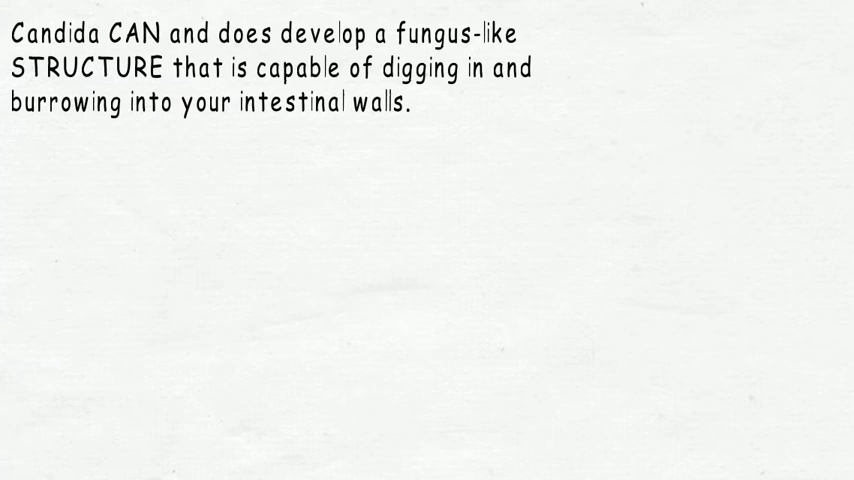 Candida CAN and does develop a fungus-like
STRUCTURE that is capable of digging in and
burrowing into your intestinal walls.